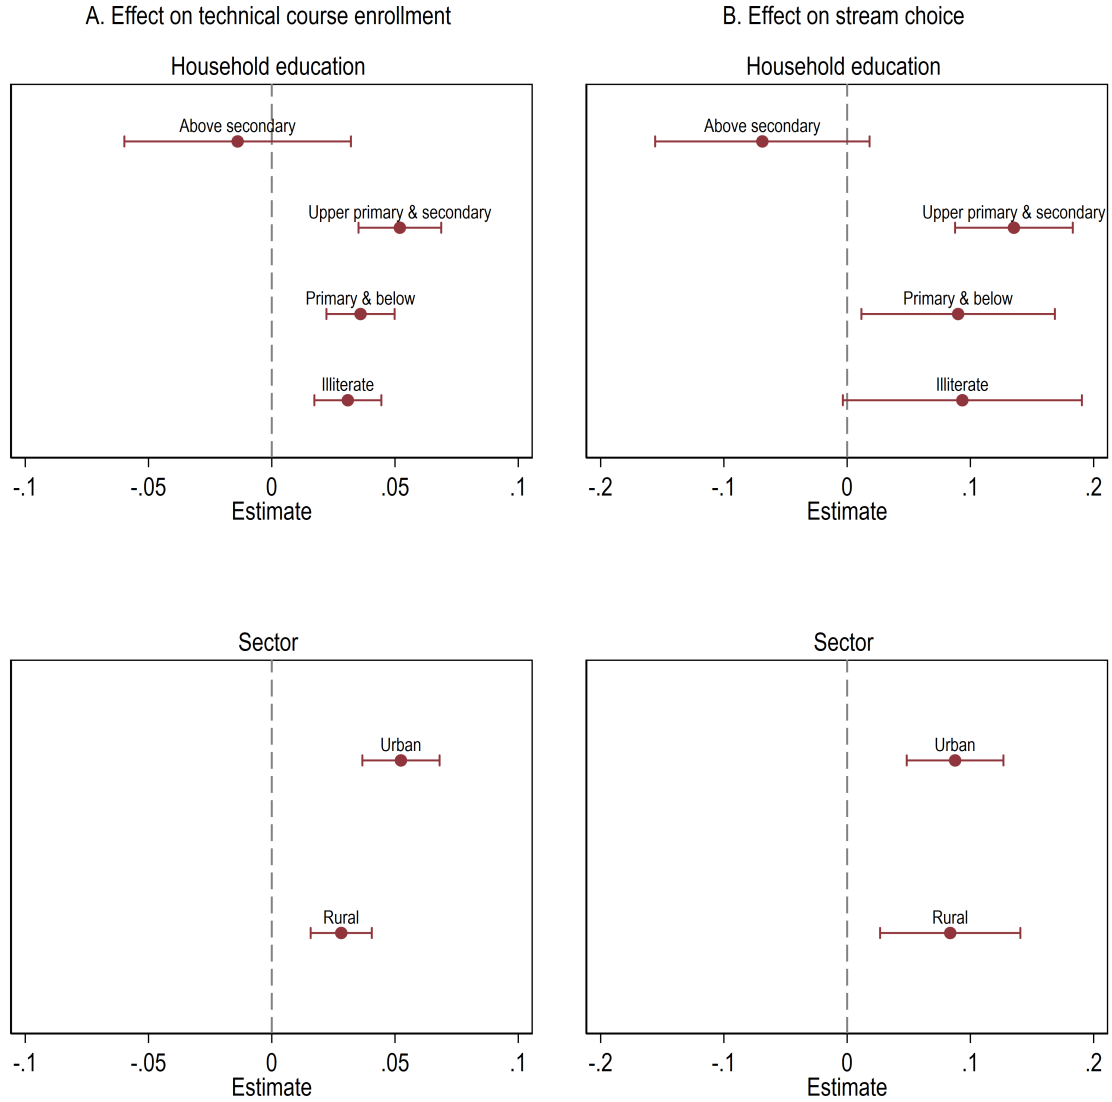 A. Effect on technical course enrollment
Household education
Above secondary
Upper primary & secondary
Primary & below
Illiterate
-.1 -.05 0 .05 .1
Estimate
B. Effect on stream choice
Household education
Above secondary
Upper primary & secondary
Primary & below
Illiterate
-.2 -.1 0 .1 .2
Estimate
Sector
Urban
Rural
-.1 -.05 0 .05 .1
Estimate
Sector
Urban
Rural
-.2 -.1 0 .1 .2
Estimate